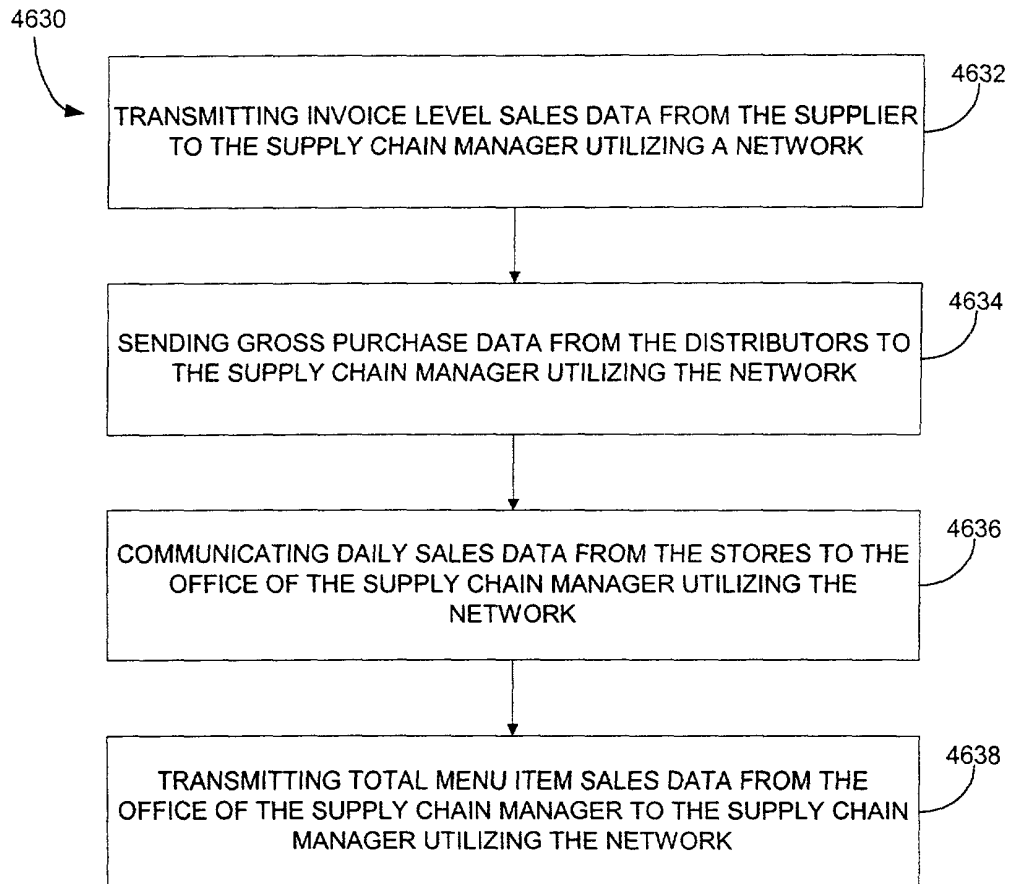 4630
4632
TRANSMITTING INVOICE LEVEL SALES DATA FROM THE SUPPLIER
TO THE SUPPLY CHAIN MANAGER UTILIZING A NETWORK
4634
SENDING GROSS PURCHASE DATA FROM THE DISTRIBUTORS TO
THE SUPPLY CHAIN MANAGER UTILIZING THE NETWORK
4636
COMMUNICATING DAILY SALES DATA FROM THE STORES TO THE
OFFICE OF THE SUPPLY CHAIN MANAGER UTILIZING THE
NETWORK
4638
TRANSMITTING TOTAL MENU ITEM SALES DATA FROM THE
OFFICE OF THE SUPPLY CHAIN MANAGER TO THE SUPPLY CHAIN
MANAGER UTILIZING THE NETWORK